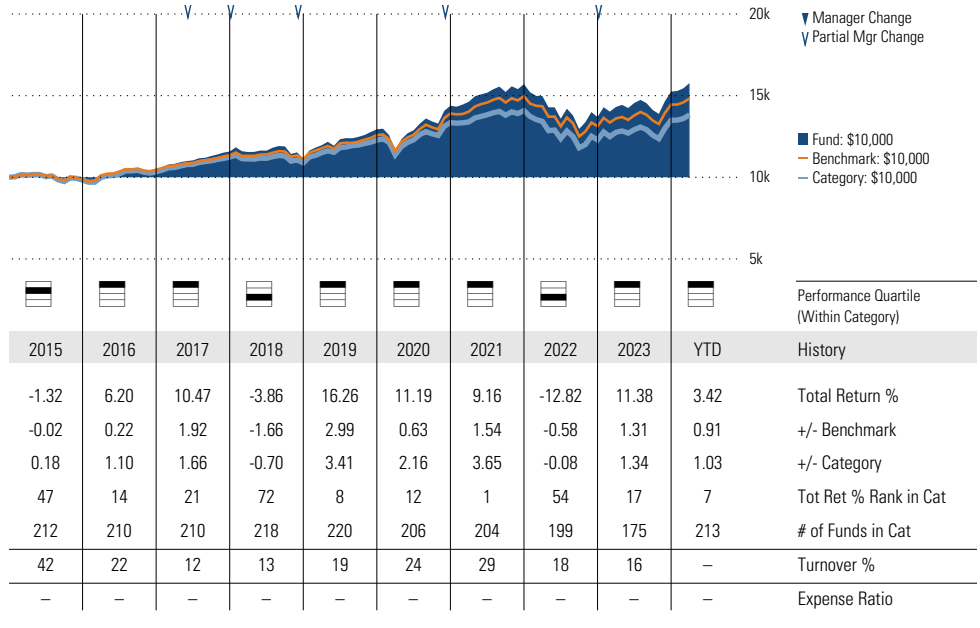 20k
Manager Change
Partial Mgr Change
15k
Fund: $10,000
Benchmark: $10,000
Category: $10,000
10k
5k
Performance Quartile
(Within Category)
2015 2016 2017 2018 2019 2020 2021 2022 2023 YTD History
-1.32 6.20 10.47 -3.86 16.26 11.19 9.16 -12.82 11.38 3.42 Total Return %
-0.02 0.22 1.92 -1.66 2.99 0.63 1.54 -0.58 1.31 0.91 +/- Benchmark
0.18 1.10 1.66 -0.70 3.41 2.16 3.65 -0.08 1.34 1.03 +/- Category
47 14 21 72 8 12 1 54 17 7 Tot Ret % Rank in Cat
212 210 210 218 220 206 204 199 175 213 # of Funds in Cat
42 22 12 13 19 24 29 18 16 – Turnover %
– – – – – – – – – – Expense Ratio